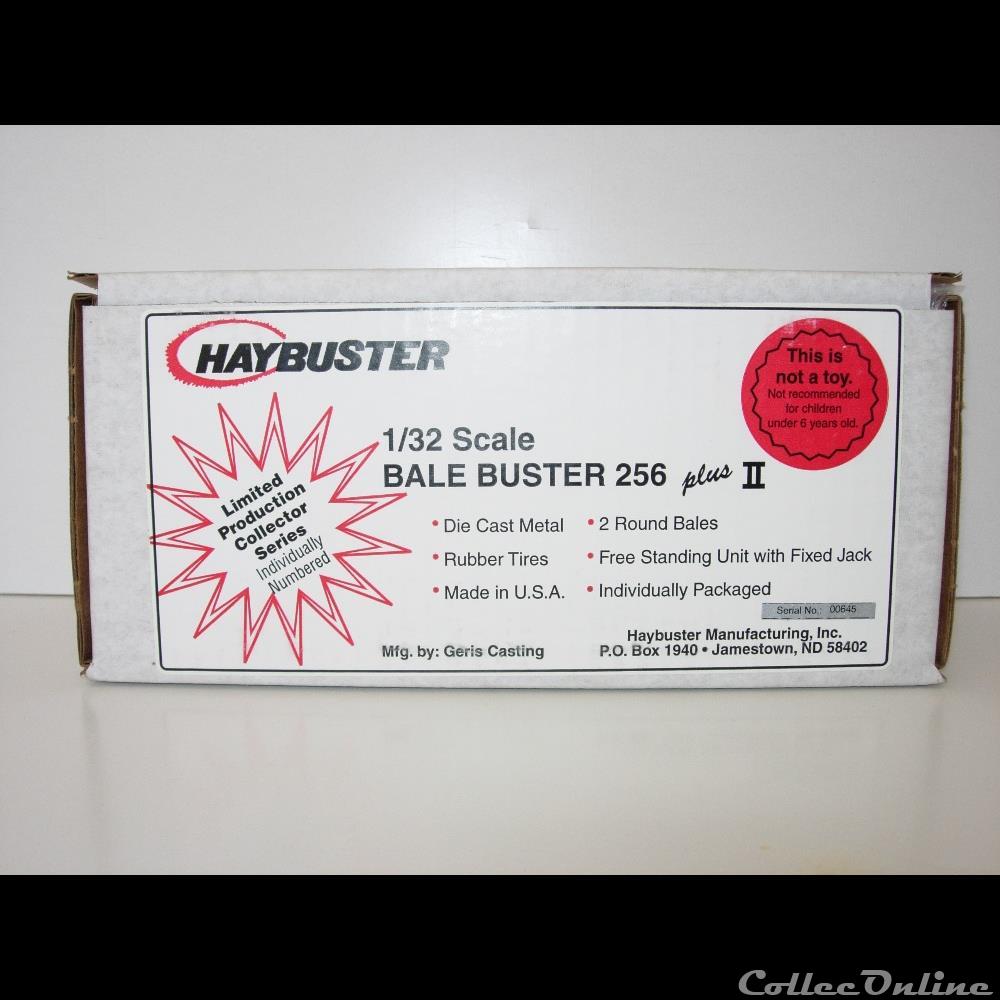 HAYBUSTER
This is
not a toy.
Not recommended
for children
under 6 years old.
Limited
Production
Collector
Series
Individually
Numbered
1/32 Scale
BALE BUSTER 256 plus II
• Die Cast Metal
• Rubber Tires
• Made in U.S.A.
• 2 Round Bales
• Free Standing Unit with Fixed Jack
• Individually Packaged
Serial No.: 00645
Mfg. by: Geris Casting
Haybuster Manufacturing, Inc.
P.O. Box 1940 • Jamestown, ND 58402
CollecOnline